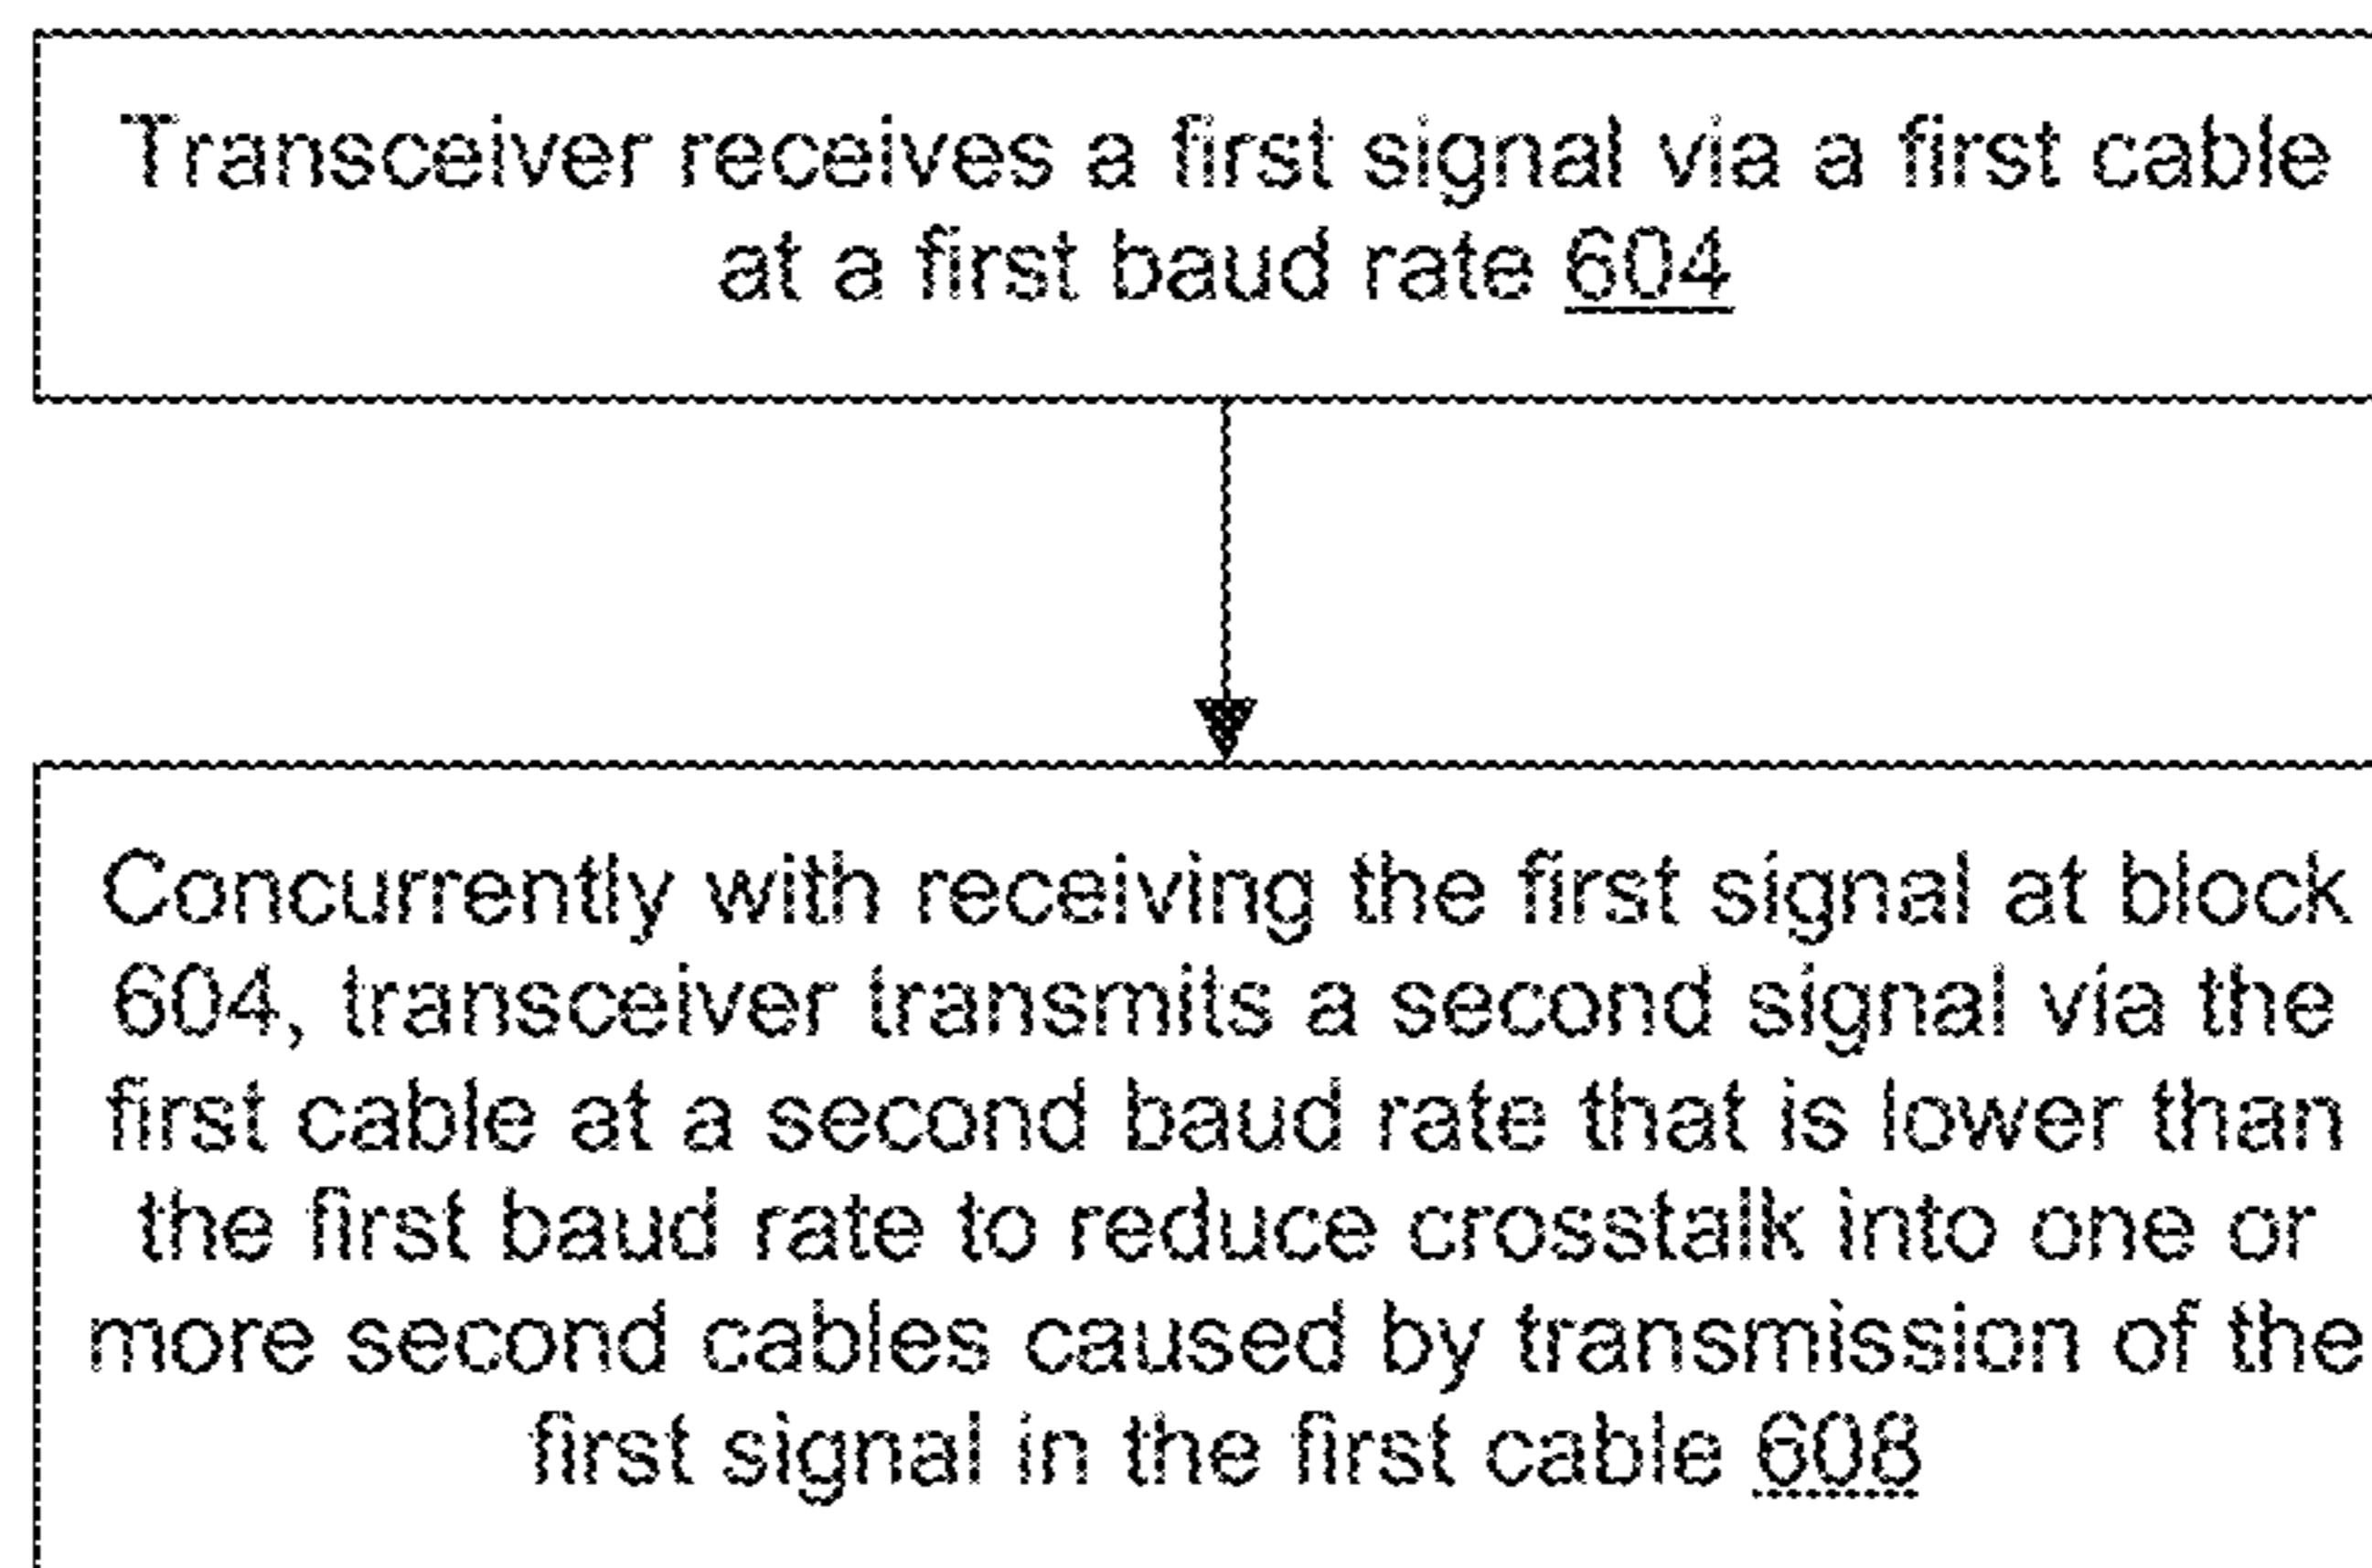 Transceiver receives a first signal via a first cable
at a first baud rate 604
Concurrently with receiving the first signal at block
604, transceiver transmits a second signal via the
first cable at a second baud rate that is lower than
the first baud rate to reduce crosstalk into one or
more second cables caused by transmission of the
first signal in the first cable 608